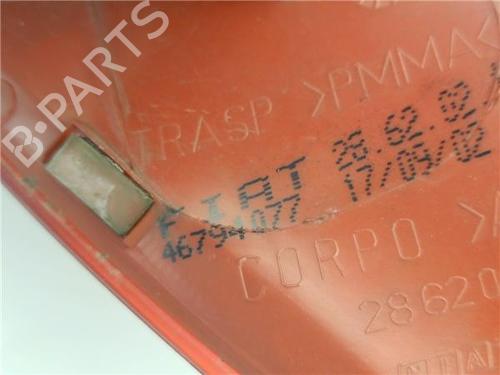 B-PARTS
TRASP >PMMA<
FIAT 28.62.02
46794077 17/09/02
CORPO >
28620